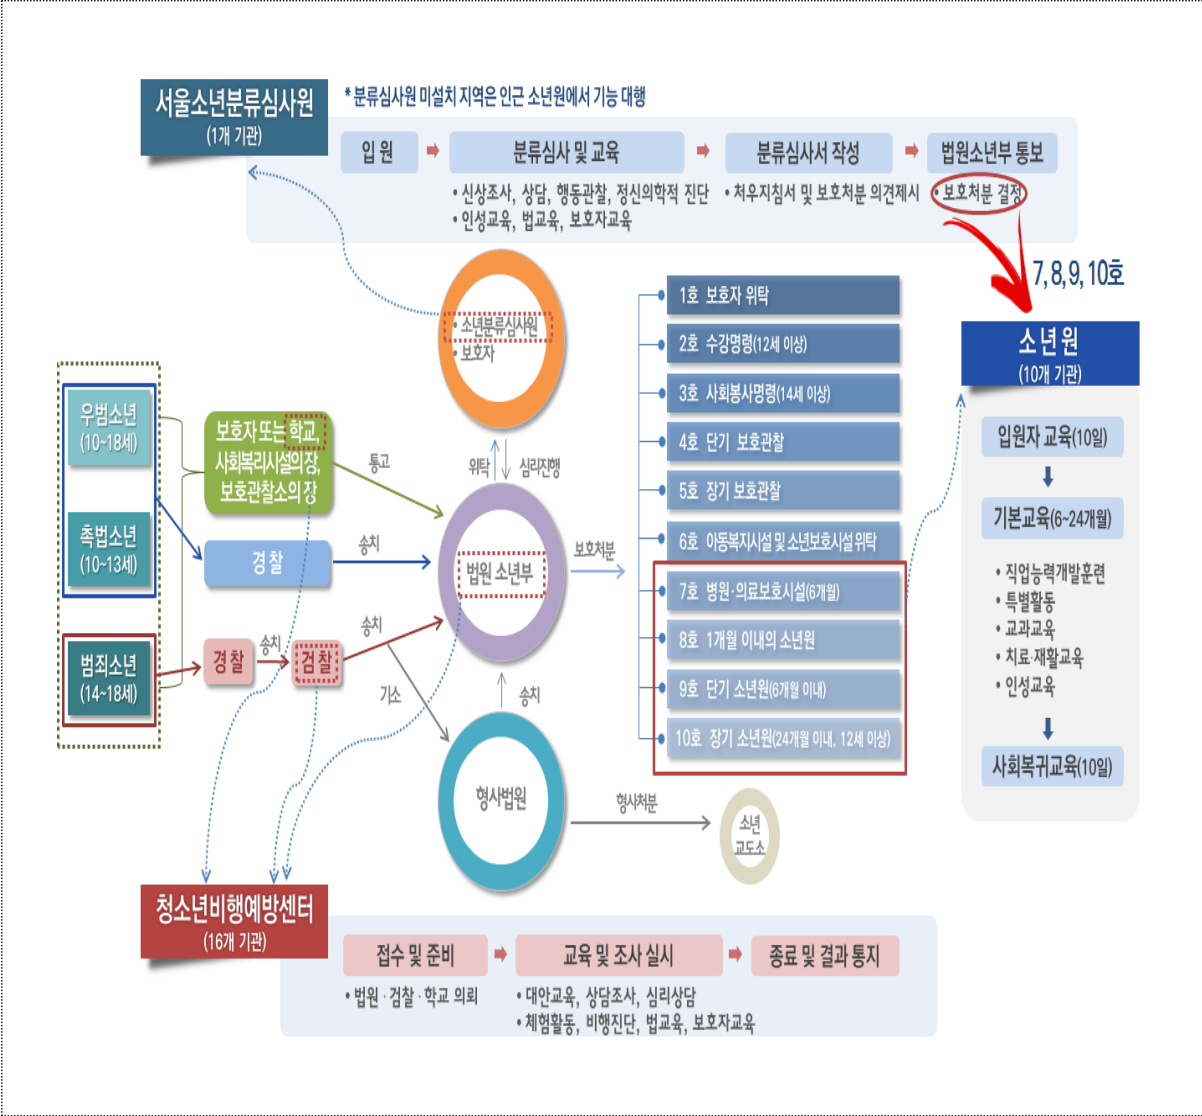 서울소년분류심사원
(1개 기관)
* 분류심사원 미설치 지역은 인근 소년원에서 기능 대행
입 원
분류심사 및 교육
분류심사서 작성
법원소년부 통보
• 신상조사, 상담, 행동관찰, 정신의학적 진단
• 인성교육, 법교육, 보호자교육
• 처우지침서 및 보호처분 의견제시
• 보호처분 결정
7, 8, 9, 10호
• 소년분류심사원
• 보호자
위탁
심리진행
우범소년
(10~18세)
촉법소년
(10~13세)
범죄소년
(14~18세)
보호자 또는 학교,
사회복리시설의 장,
보호관찰소의 장
통고
경찰
송치
경찰
송치
검찰
송치
기소
법원 소년부
보호처분
송치
형사법원
형사처분
소년
교도소
1호 보호자 위탁
2호 수강명령(12세 이상)
3호 사회봉사명령(14세 이상)
4호 단기 보호관찰
5호 장기 보호관찰
6호 아동복지시설 및 소년보호시설 위탁
7호 병원·의료보호시설(6개월)
8호 1개월 이내의 소년원
9호 단기 소년원(6개월 이내)
10호 장기 소년원(24개월 이내, 12세 이상)
소년원
(10개 기관)
입원자 교육(10일)
기본교육(6~24개월)
• 직업능력개발훈련
• 특별활동
• 교과교육
• 치료·재활교육
• 인성교육
사회복귀교육(10일)
청소년비행예방센터
(16개 기관)
접수 및 준비
교육 및 조사 실시
종료 및 결과 통지
• 법원 · 검찰 · 학교 의뢰
• 대안교육, 상담조사, 심리상담
• 체험활동, 비행진단, 법교육, 보호자교육